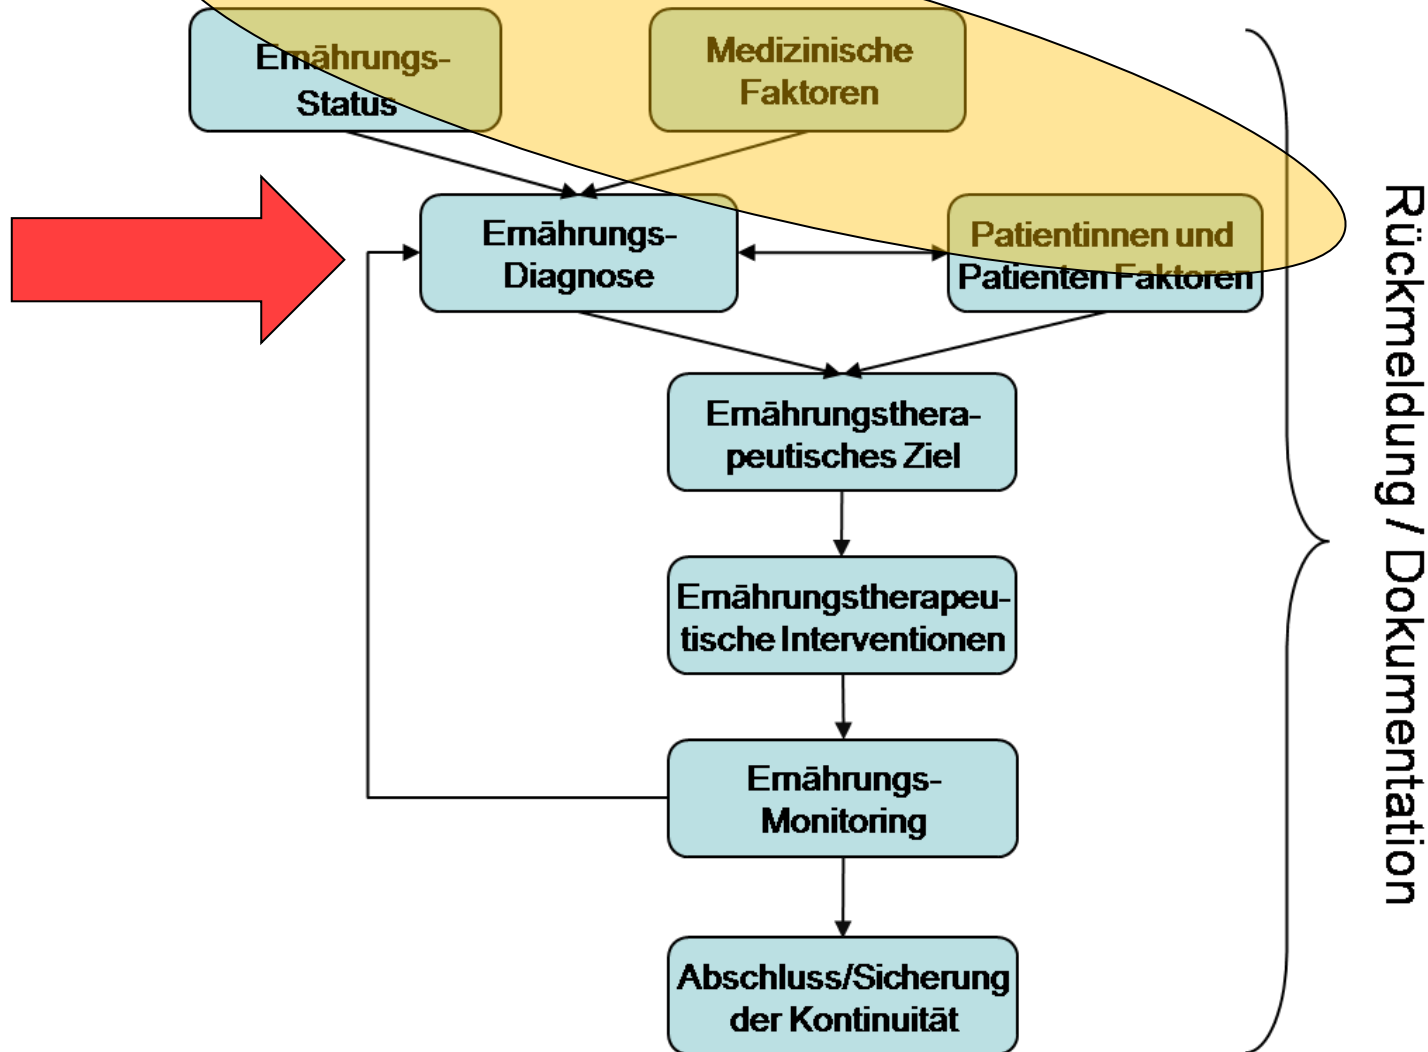 Ernährungs-
Status
Medizinische
Faktoren
Ernährungs-
Diagnose
Patientinnen und
Patienten Faktoren
Ernährungsthera-
peutisches Ziel
Ernährungstherapeu-
tische Interventionen
Ernährungs-
Monitoring
Abschluss/Sicherung
der Kontinuität
Rückmeldung / Dokumentation